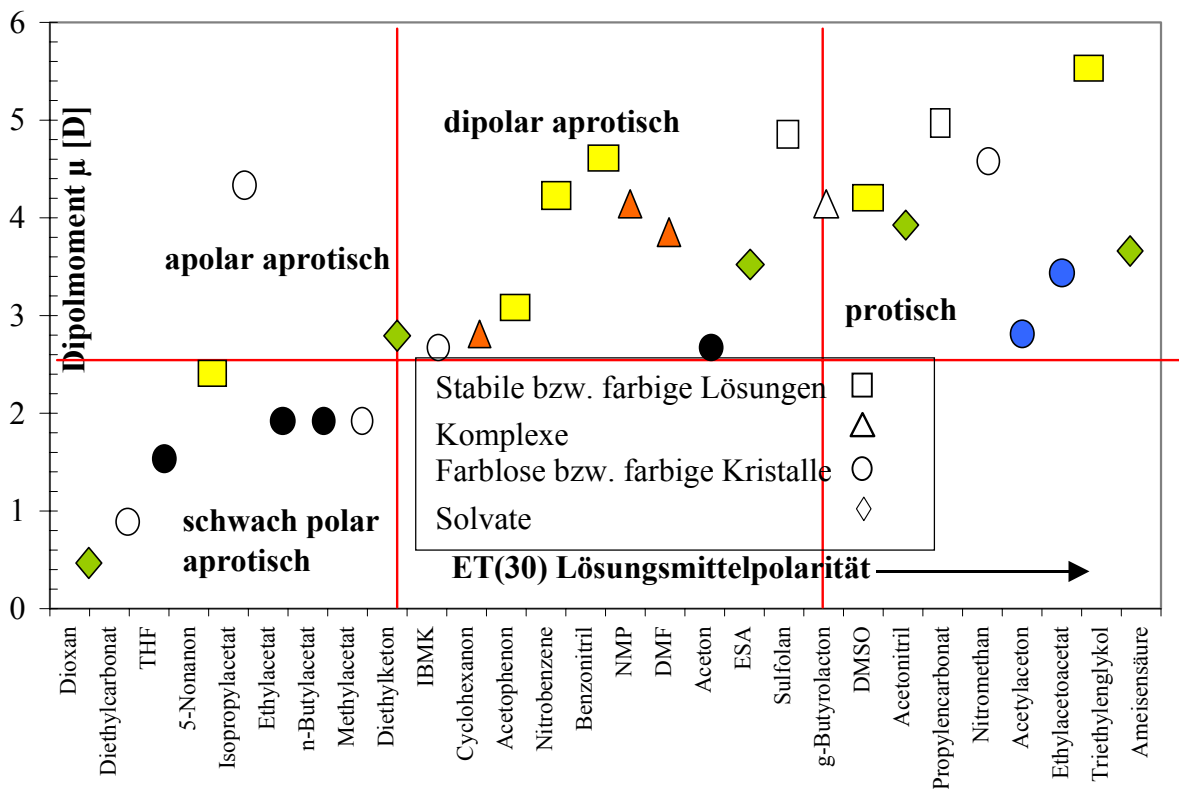 6
5
4
3
2
1
0
Dipolmoment µ [D]
dipolar aprotisch
apolar aprotisch
protisch
schwach polar
aprotisch
Stabile bzw. farbige Lösungen
Komplexe
Farblose bzw. farbige Kristalle
Solvate
ET(30) Lösungsmittelpolarität
Dioxan
Diethylcarbonat
THF
5-Nonanon
Isopropylacetat
Ethylacetat
n-Butylacetat
Methylacetat
Diethylketon
IBMK
Cyclohexanon
Acetophenon
Nitrobenzene
Benzonitril
NMP
DMF
Aceton
ESA
Sulfolan
g-Butyrolacton
DMSO
Acetonitril
Propylencarbonat
Nitromethan
Acetylaceton
Ethylacetoacetat
Triethylenglykol
Ameisensäure